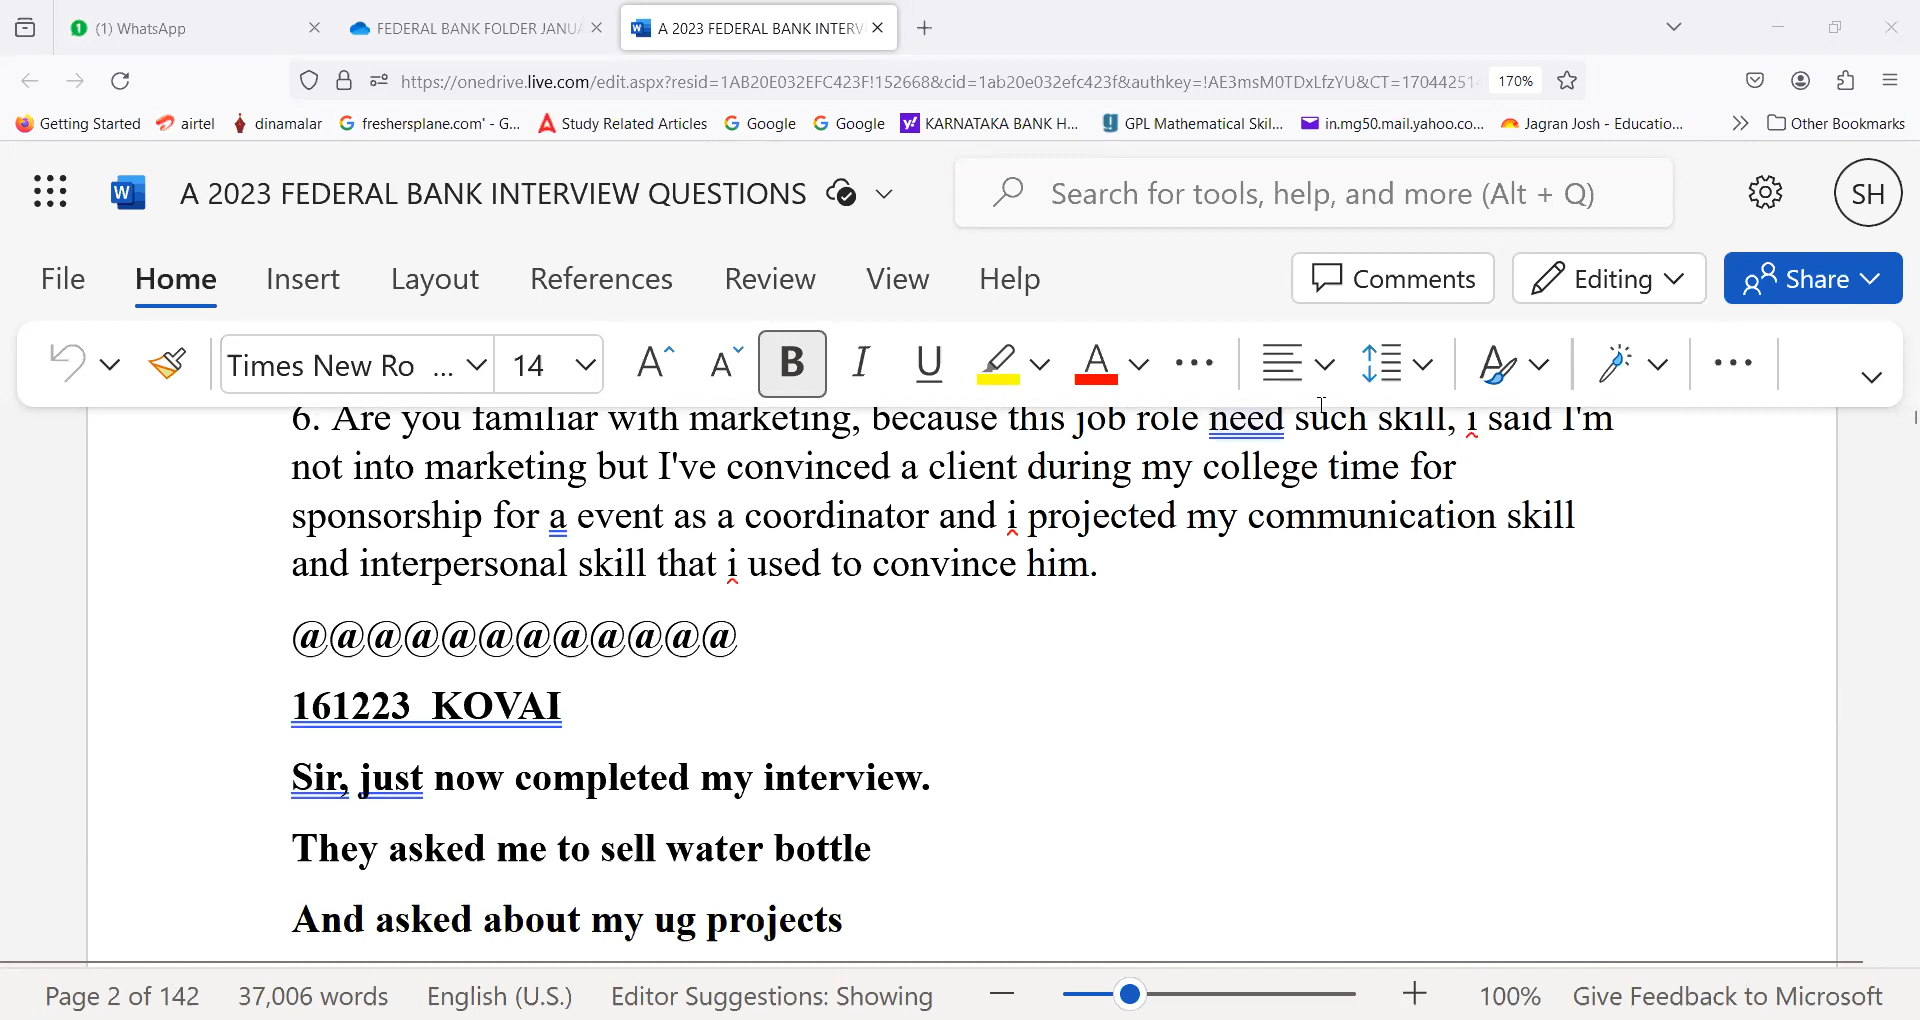 (1) WhatsApp
FEDERAL BANK FOLDER JANU
A 2023 FEDERAL BANK INTERV
https://onedrive.live.com/edit.aspx?resid=1AB20E032EFC423F!152668&cid=1ab20e032efc423f&authkey=!AE3msM0TDxLfzYU&CT=17044251
170%
Getting Started
airtel
dinamalar
freshersplane.com' - G...
Study Related Articles
Google
Google
KARNATAKA BANK H...
GPL Mathematical Skil...
in.mg50.mail.yahoo.co...
Jagran Josh - Educatio...
Other Bookmarks
A 2023 FEDERAL BANK INTERVIEW QUESTIONS
Search for tools, help, and more (Alt + Q)
SH
File Home Insert Layout References Review View Help
Comments
Editing
Share
Times New Ro ...
14
B I U
6. Are you familiar with marketing, because this job role need such skill, i said I'm
not into marketing but I've convinced a client during my college time for
sponsorship for a event as a coordinator and i projected my communication skill
and interpersonal skill that i used to convince him.
@@@@@@@@@@@@
161223 KOVAI
Sir, just now completed my interview.
They asked me to sell water bottle
And asked about my ug projects
Page 2 of 142 37,006 words English (U.S.) Editor Suggestions: Showing 100% Give Feedback to Microsoft